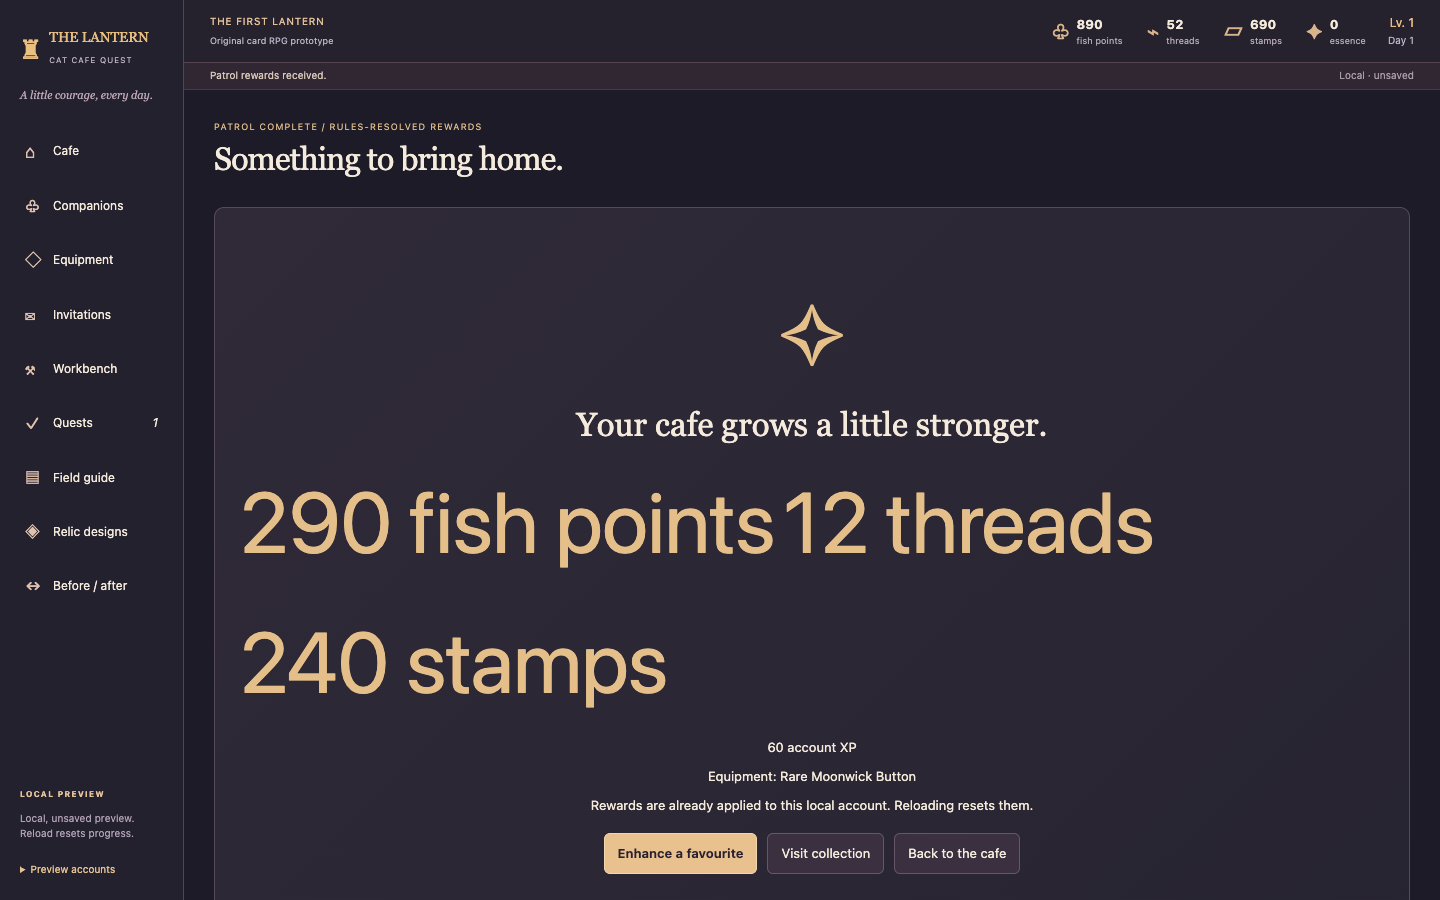 THE LANTERN
CAT CAFE QUEST
A little courage, every day.
Cafe
Companions
Equipment
Invitations
Workbench
Quests 1
Field guide
Relic designs
Before / after
LOCAL PREVIEW
Local, unsaved preview.
Reload resets progress.
Preview accounts
THE FIRST LANTERN
Original card RPG prototype
890 fish points
52 threads
690 stamps
0 essence
Lv. 1
Day 1
Patrol rewards received.
Local · unsaved
PATROL COMPLETE / RULES-RESOLVED REWARDS
Something to bring home.
Your cafe grows a little stronger.
290 fish points 12 threads
240 stamps
60 account XP
Equipment: Rare Moonwick Button
Rewards are already applied to this local account. Reloading resets them.
Enhance a favourite
Visit collection
Back to the cafe